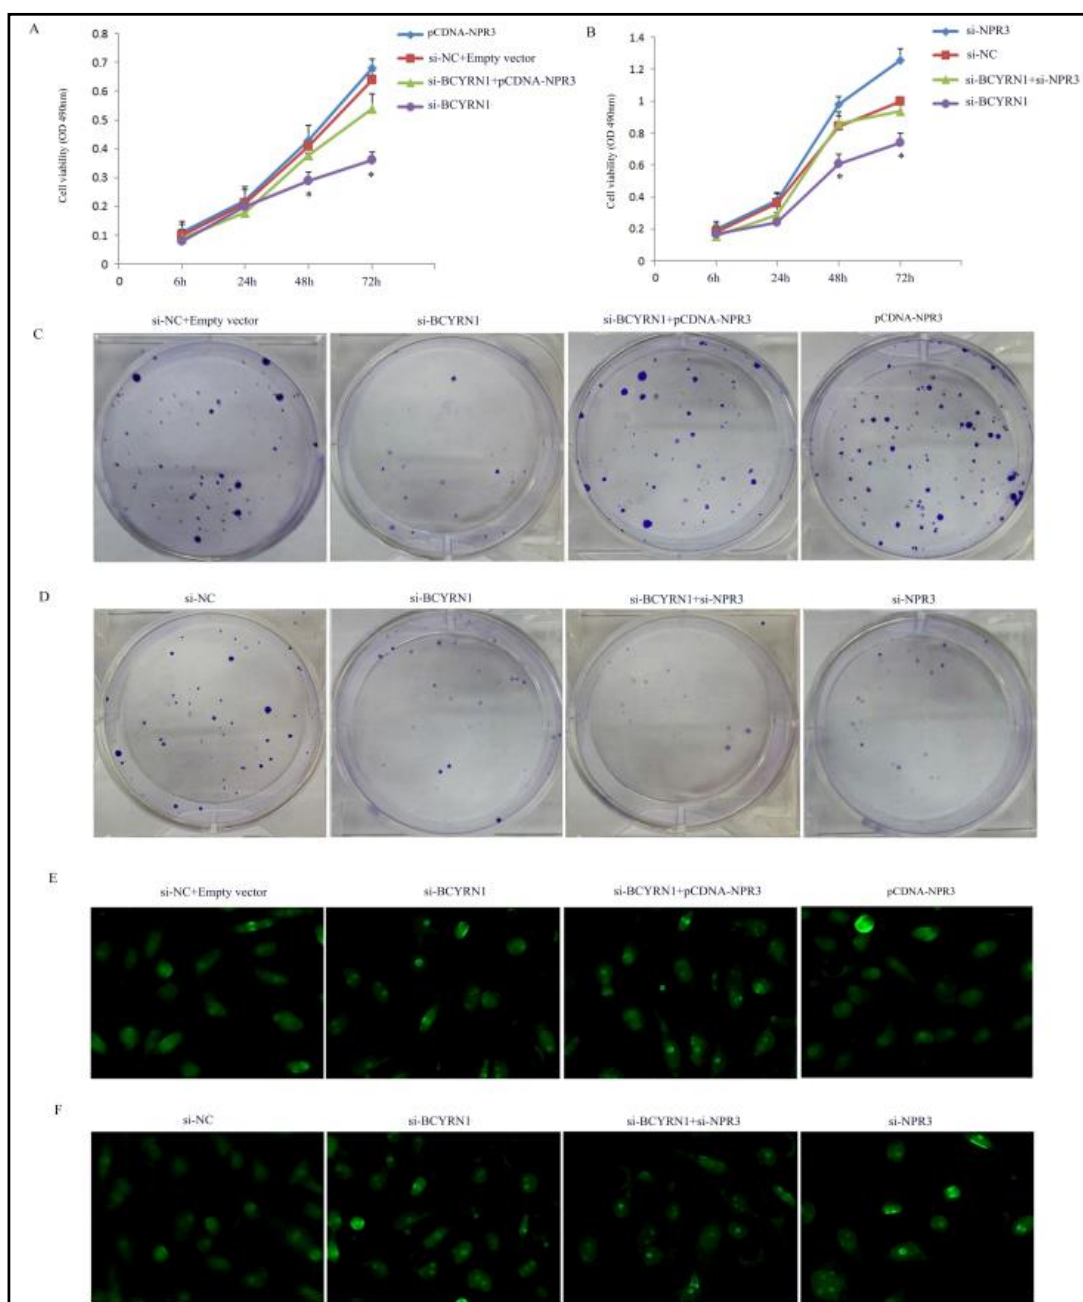 A
0.8
0.7
0.6
0.5
0.4
0.3
0.2
0.1
0
Cell viability (OD 490nm)
0
6h
24h
48h
72h
*
*
pCDNA-NPR3
si-NC+Empty vector
si-BCYRN1+pCDNA-NPR3
si-BCYRN1
B
1.4
1.2
1
0.8
0.6
0.4
0.2
0
Cell viability (OD 490nm)
0
6h
24h
48h
72h
*
*
si-NPR3
si-NC
si-BCYRN1+si-NPR3
si-BCYRN1
C
si-NC+Empty vector
si-BCYRN1
si-BCYRN1+pCDNA-NPR3
pCDNA-NPR3
D
si-NC
si-BCYRN1
si-BCYRN1+si-NPR3
si-NPR3
E
si-NC+Empty vector
si-BCYRN1
si-BCYRN1+pCDNA-NPR3
pCDNA-NPR3
F
si-NC
si-BCYRN1
si-BCYRN1+si-NPR3
si-NPR3